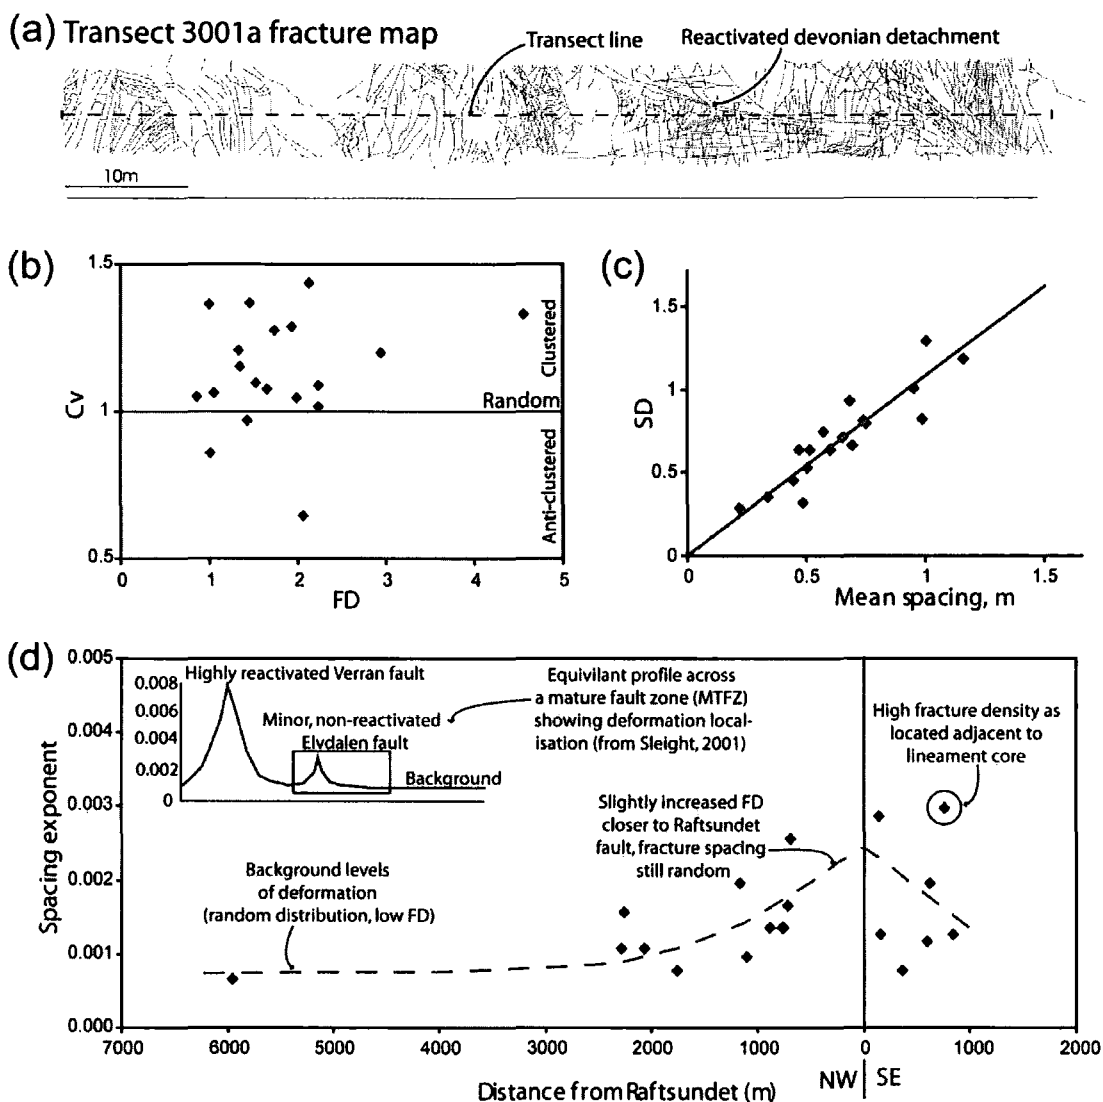 (a) Transect 3001a fracture map
Transect line
Reactivated devonian detachment
10m
(b)
1.5
1
0.5
Cv
Clustered
Random
Anti-clustered
0 1 2 3 4 5
FD
(c)
1.5
1
0.5
0
SD
0 0.5 1 1.5
Mean spacing, m
(d)
0.005
0.004
0.003
0.002
0.001
0.000
Spacing exponent
Highly reactivated Verran fault
0.008
0.006
0.004
0.002
0
Minor, non-reactivated
Elvdalen fault
Background
Equivilant profile across
a mature fault zone (MTFZ)
showing deformation local-
isation (from Sleight, 2001)
High fracture density as
located adjacent to
lineament core
Slightly increased FD
closer to Raftsundet
fault, fracture spacing
still random
Background levels
of deformation
(random distribution, low FD)
7000 6000 5000 4000 3000 2000 1000 0 1000 2000
NW SE
Distance from Raftsundet (m)